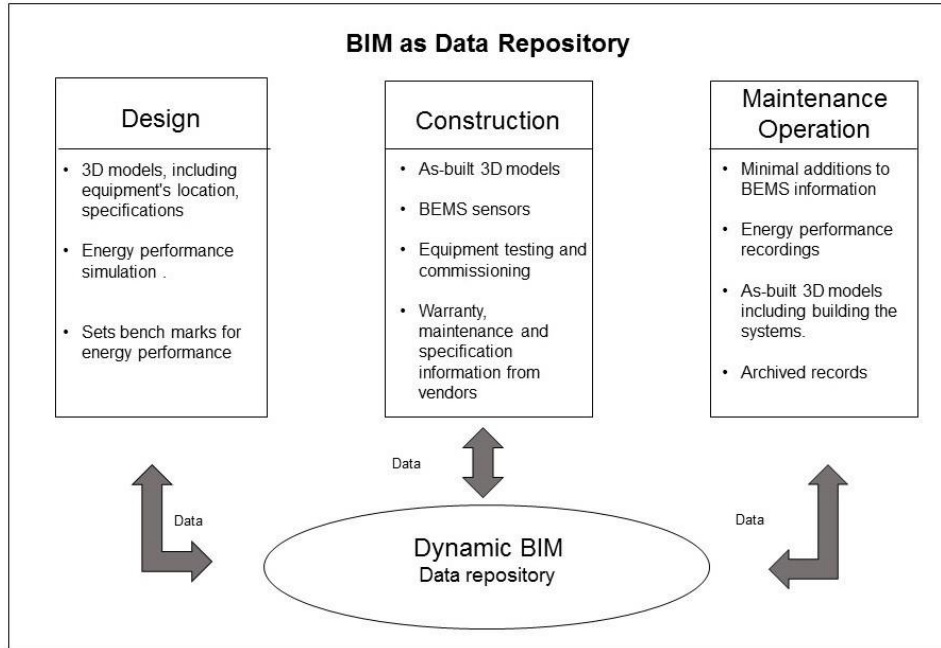 BIM as Data Repository
Design
• 3D models, including
equipment's location,
specifications
• Energy performance
simulation .
• Sets bench marks for
energy performance
Construction
• As-built 3D models
• BEMS sensors
• Equipment testing and
commissioning
• Warranty,
maintenance and
specification
information from
vendors
Maintenance
Operation
• Minimal additions to
BEMS information
• Energy performance
recordings
• As-built 3D models
including building the
systems.
• Archived records
Data
Data
Data
Dynamic BIM
Data repository